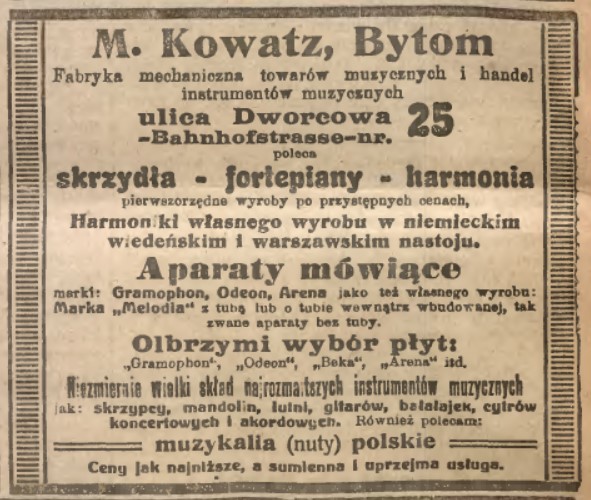 M. Kowatz, Bytom
Fabryka mechaniczna towarów muzycznych i handel
instrumentów muzycznych
ulica Dworcowa 25
-Bahnhofstrasse-nr.
poleca
skrzydła - fortepiany - harmonia
pierwszorzędne wyroby po przystępnych cenach,
Harmoniki własnego wyrobu w niemieckim
wiedeńskim i warszawskim nastoju.
Aparaty mówiące
marki: Gramophon, Odeon, Arena jako też własnego wyrobu:
Marka „Melodia“ z tubą lub o tubie wewnątrz wbudowanej, tak
zwane aparaty bez tuby.
Olbrzymi wybór płyt:
„Gramophon“, „Odeon“, „Beka“, „Arena“ itd.
Niezmiernie wielki skład najrozmaitszych instrumentów muzycznych
jak: skrzypcy, mandolin, lutni, gitarów, bałałajek, cytrów
koncertowych i akordowych. Również polecam:
muzykalia (nuty) polskie
Ceny jak najniższe, a sumienna i uprzejma usługa.